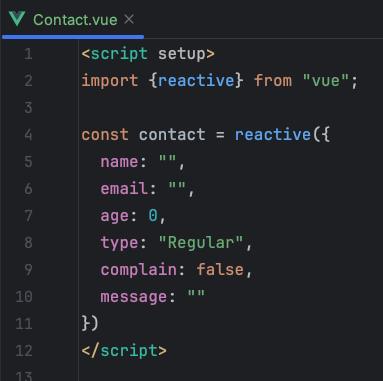 Contact.vue
1 <script setup>
2 import {reactive} from "vue";
3
4 const contact = reactive({
5   name: "",
6   email: "",
7   age: 0,
8   type: "Regular",
9   complain: false,
10   message: ""
11 })
12 </script>
13